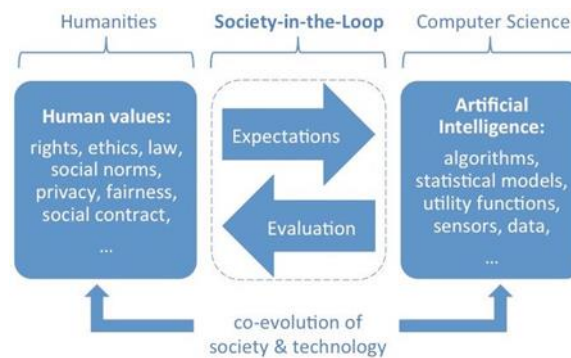 Humanities
Society-in-the-Loop
Computer Science
Human values:
rights, ethics, law,
social norms,
privacy, fairness,
social contract,
...
Expectations
Evaluation
Artificial
Intelligence:
algorithms,
statistical models,
utility functions,
sensors, data,
...
co-evolution of
society & technology